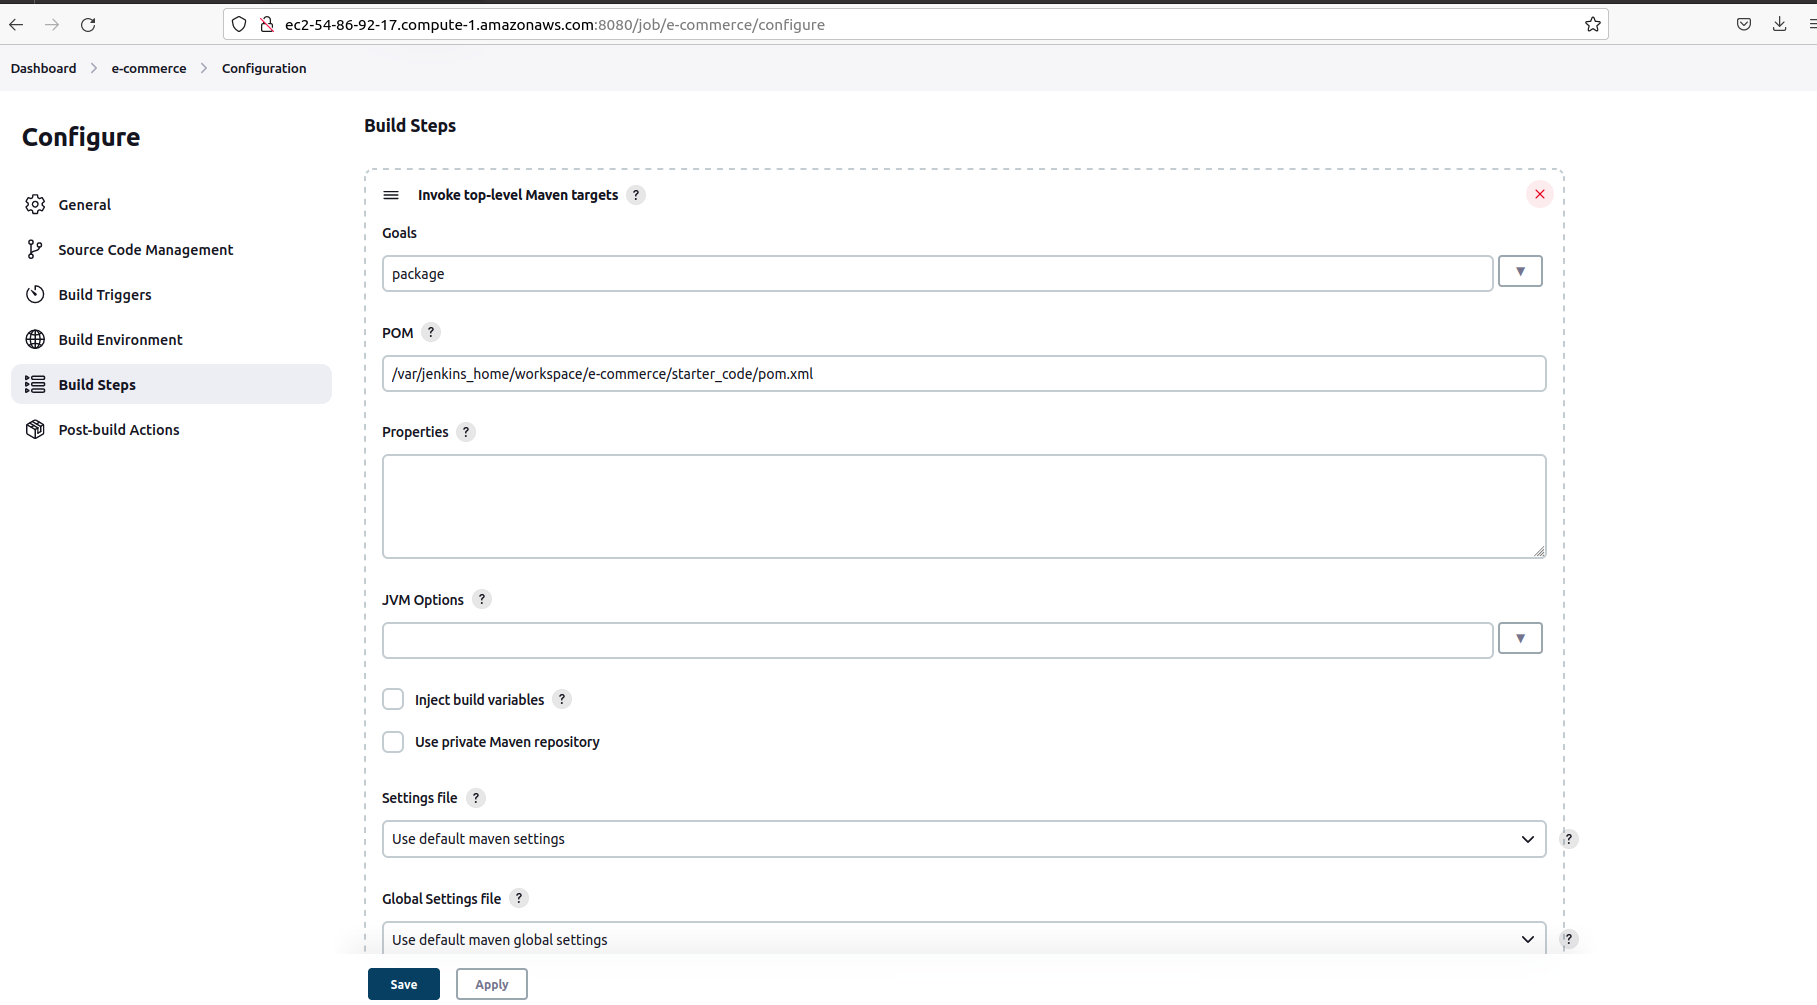 ec2-54-86-92-17.compute-1.amazonaws.com:8080/job/e-commerce/configure
Dashboard > e-commerce > Configuration
Configure
General
Source Code Management
Build Triggers
Build Environment
Build Steps
Post-build Actions
Build Steps
Invoke top-level Maven targets ?
Goals
package
POM ?
/var/jenkins_home/workspace/e-commerce/starter_code/pom.xml
Properties ?
JVM Options ?
Inject build variables ?
Use private Maven repository
Settings file ?
Use default maven settings
?
Global Settings file ?
Use default maven global settings
?
Save Apply